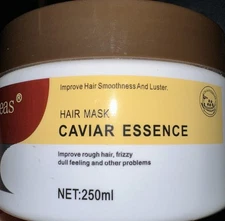 eas®
Improve Hair Smoothness And Luster.
HAIR MASK
CAVIAR ESSENCE
Improve rough hair, frizzy
dull feeling and other problems
NET:250ml